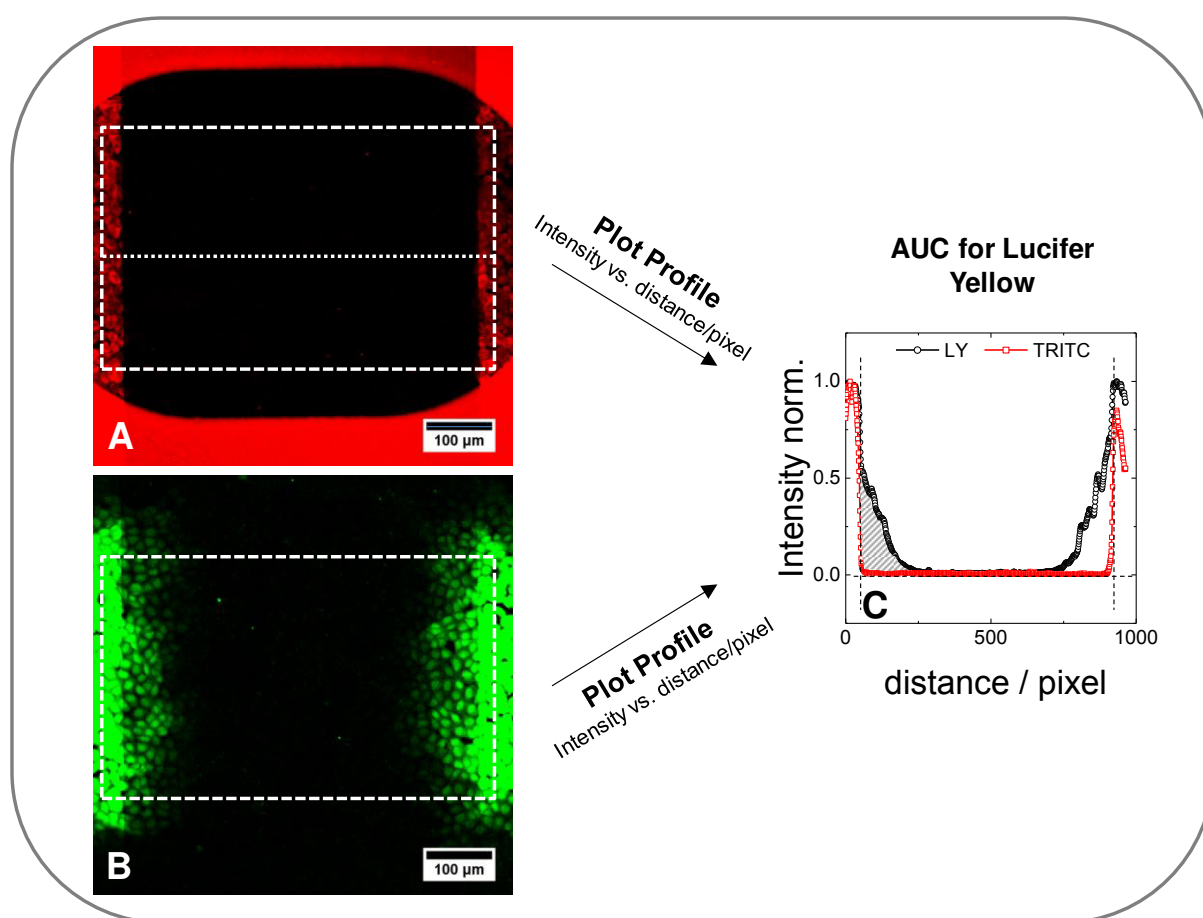 A
100 µm
B
100 µm
Plot Profile
Intensity vs. distance/pixel
Plot Profile
Intensity vs. distance/pixel
AUC for Lucifer
Yellow
LY
TRITC
Intensity norm.
1.0
0.5
0.0
C
0
500
1000
distance / pixel